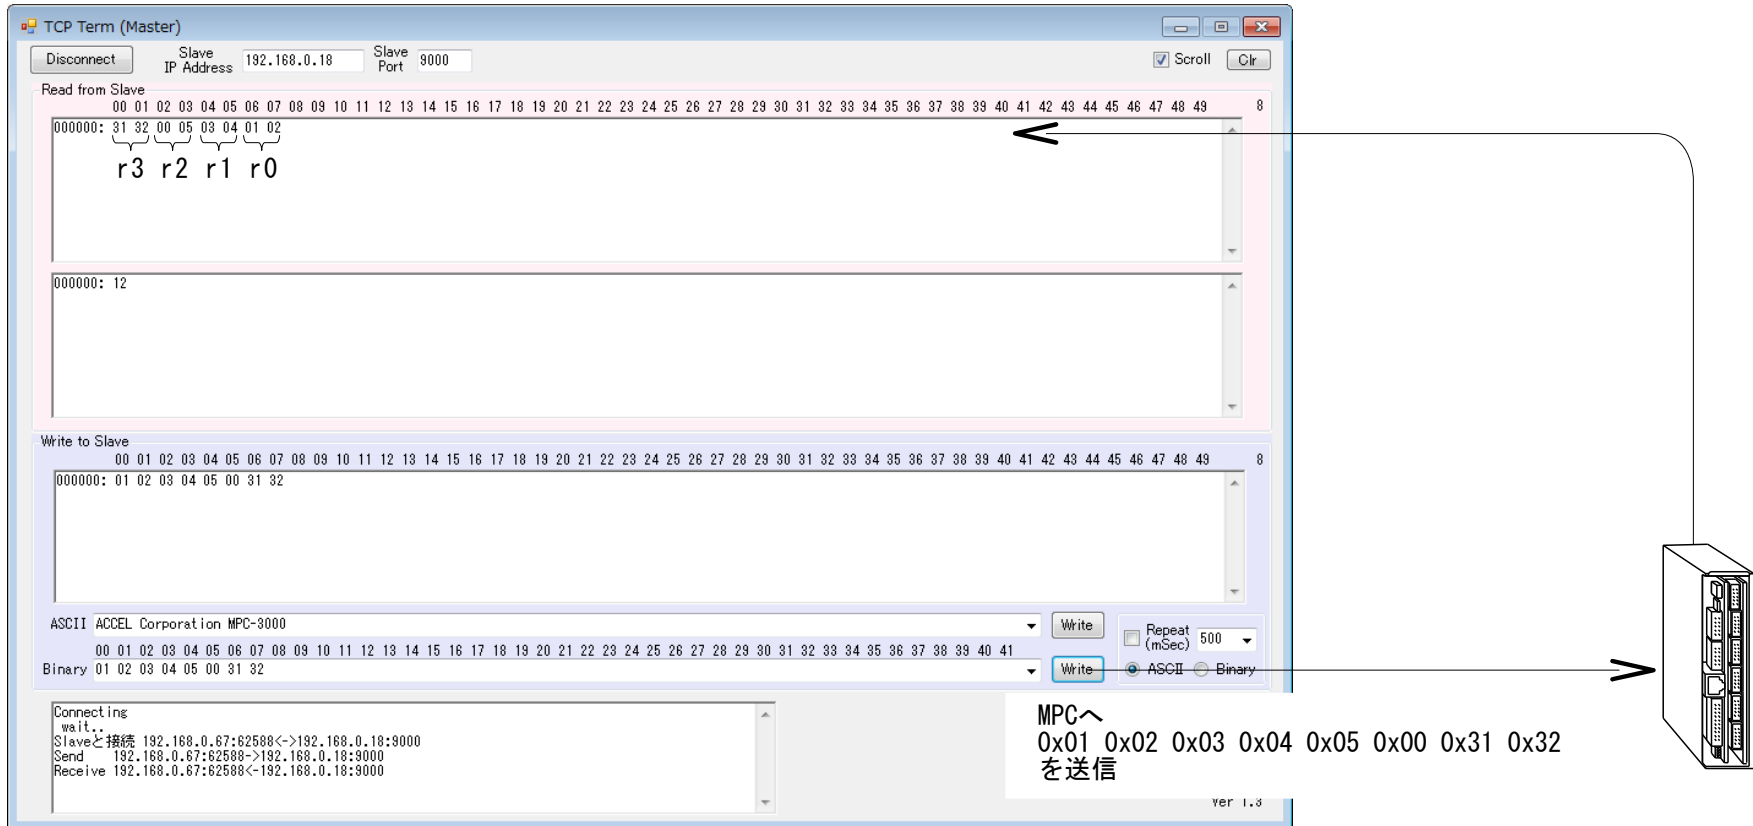 TCP Term (Master)
Disconnect Slave IP Address 192.168.0.18 Slave Port 9000 Scroll Clr
Read from Slave
00 01 02 03 04 05 06 07 08 09 10 11 12 13 14 15 16 17 18 19 20 21 22 23 24 25 26 27 28 29 30 31 32 33 34 35 36 37 38 39 40 41 42 43 44 45 46 47 48 49 8
000000: 31 32 00 05 03 04 01 02
r3 r2 r1 r0
000000: 12
Write to Slave
00 01 02 03 04 05 06 07 08 09 10 11 12 13 14 15 16 17 18 19 20 21 22 23 24 25 26 27 28 29 30 31 32 33 34 35 36 37 38 39 40 41 42 43 44 45 46 47 48 49 8
000000: 01 02 03 04 05 00 31 32
ASCII ACCEL Corporation MPC-3000 Write Repeat (mSec) 500
00 01 02 03 04 05 06 07 08 09 10 11 12 13 14 15 16 17 18 19 20 21 22 23 24 25 26 27 28 29 30 31 32 33 34 35 36 37 38 39 40 41
Binary 01 02 03 04 05 00 31 32 Write ASCII Binary
Connecting
wait..
Slaveと接続 192.168.0.67:62588<->192.168.0.18:9000
Send 192.168.0.67:62588->192.168.0.18:9000
Receive 192.168.0.67:62588<-192.168.0.18:9000
MPCへ
0x01 0x02 0x03 0x04 0x05 0x00 0x31 0x32
を送信
Ver 1.3